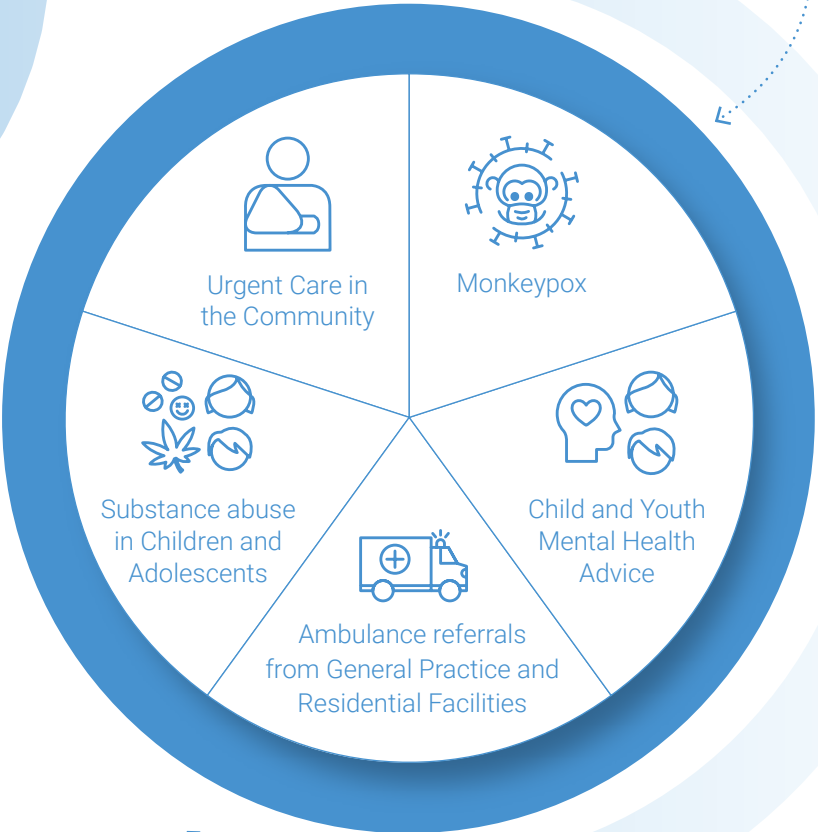 Urgent Care in
the Community
Monkeypox
Substance abuse
in Children and
Adolescents
Child and Youth
Mental Health
Advice
Ambulance referrals
from General Practice and
Residential Facilities